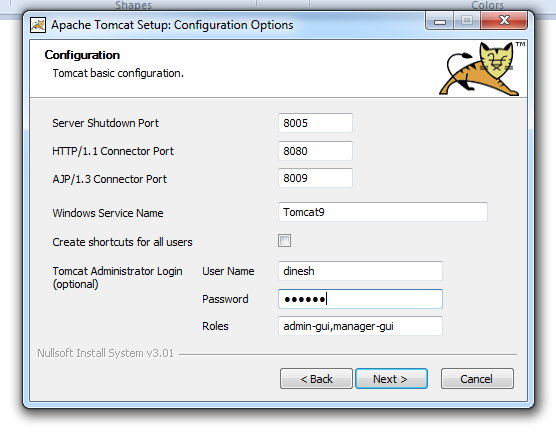 Shapes
Colors
Apache Tomcat Setup: Configuration Options
Configuration
Tomcat basic configuration.
TM
Server Shutdown Port 8005
HTTP/1.1 Connector Port 8080
AJP/1.3 Connector Port 8009
Windows Service Name Tomcat9
Create shortcuts for all users
Tomcat Administrator Login (optional)
User Name dinesh
Password ●●●●●●
Roles admin-gui,manager-gui
Nullsoft Install System v3.01
< Back Next > Cancel